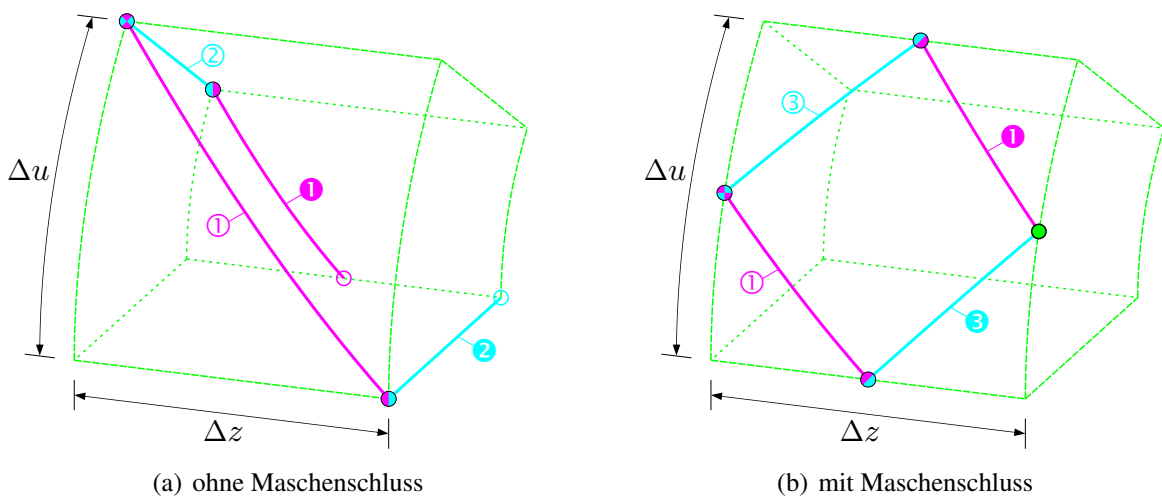 ②
③
❶
❶
Δu
①
Δu
①
❷
❸
Δz
Δz
(a) ohne Maschenschluss
(b) mit Maschenschluss